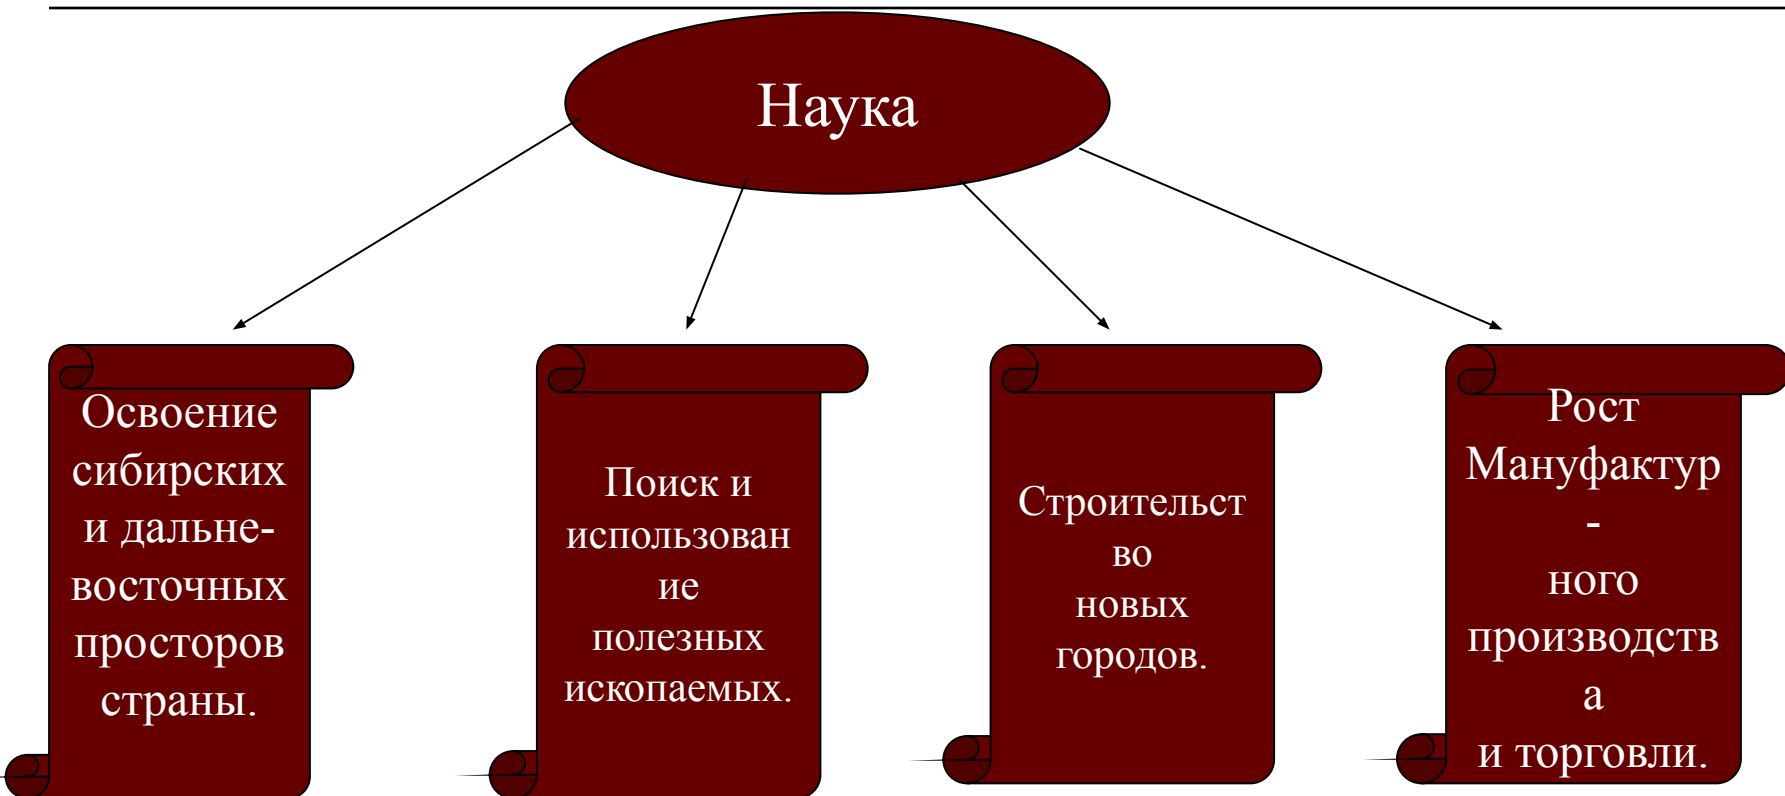 Наука
Освоение
сибирских
и дальне-
восточных
просторов
страны.
Поиск и
использован
ие
полезных
ископаемых.
Строительст
во
новых
городов.
Рост
Мануфактур
-
ного
производств
а
и торговли.